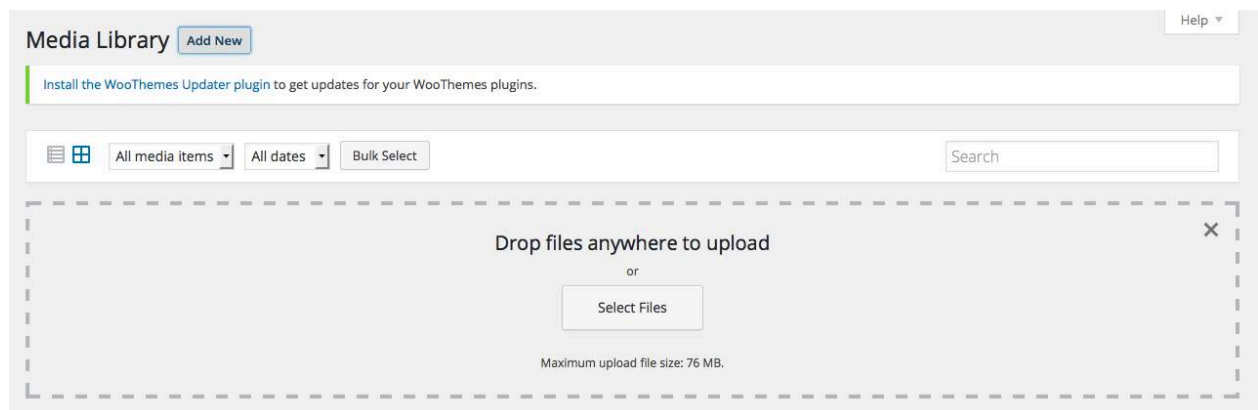 Help
Media Library Add New
Install the WooThemes Updater plugin to get updates for your WooThemes plugins.
All media items All dates Bulk Select Search
Drop files anywhere to upload
or
Select Files
Maximum upload file size: 76 MB.